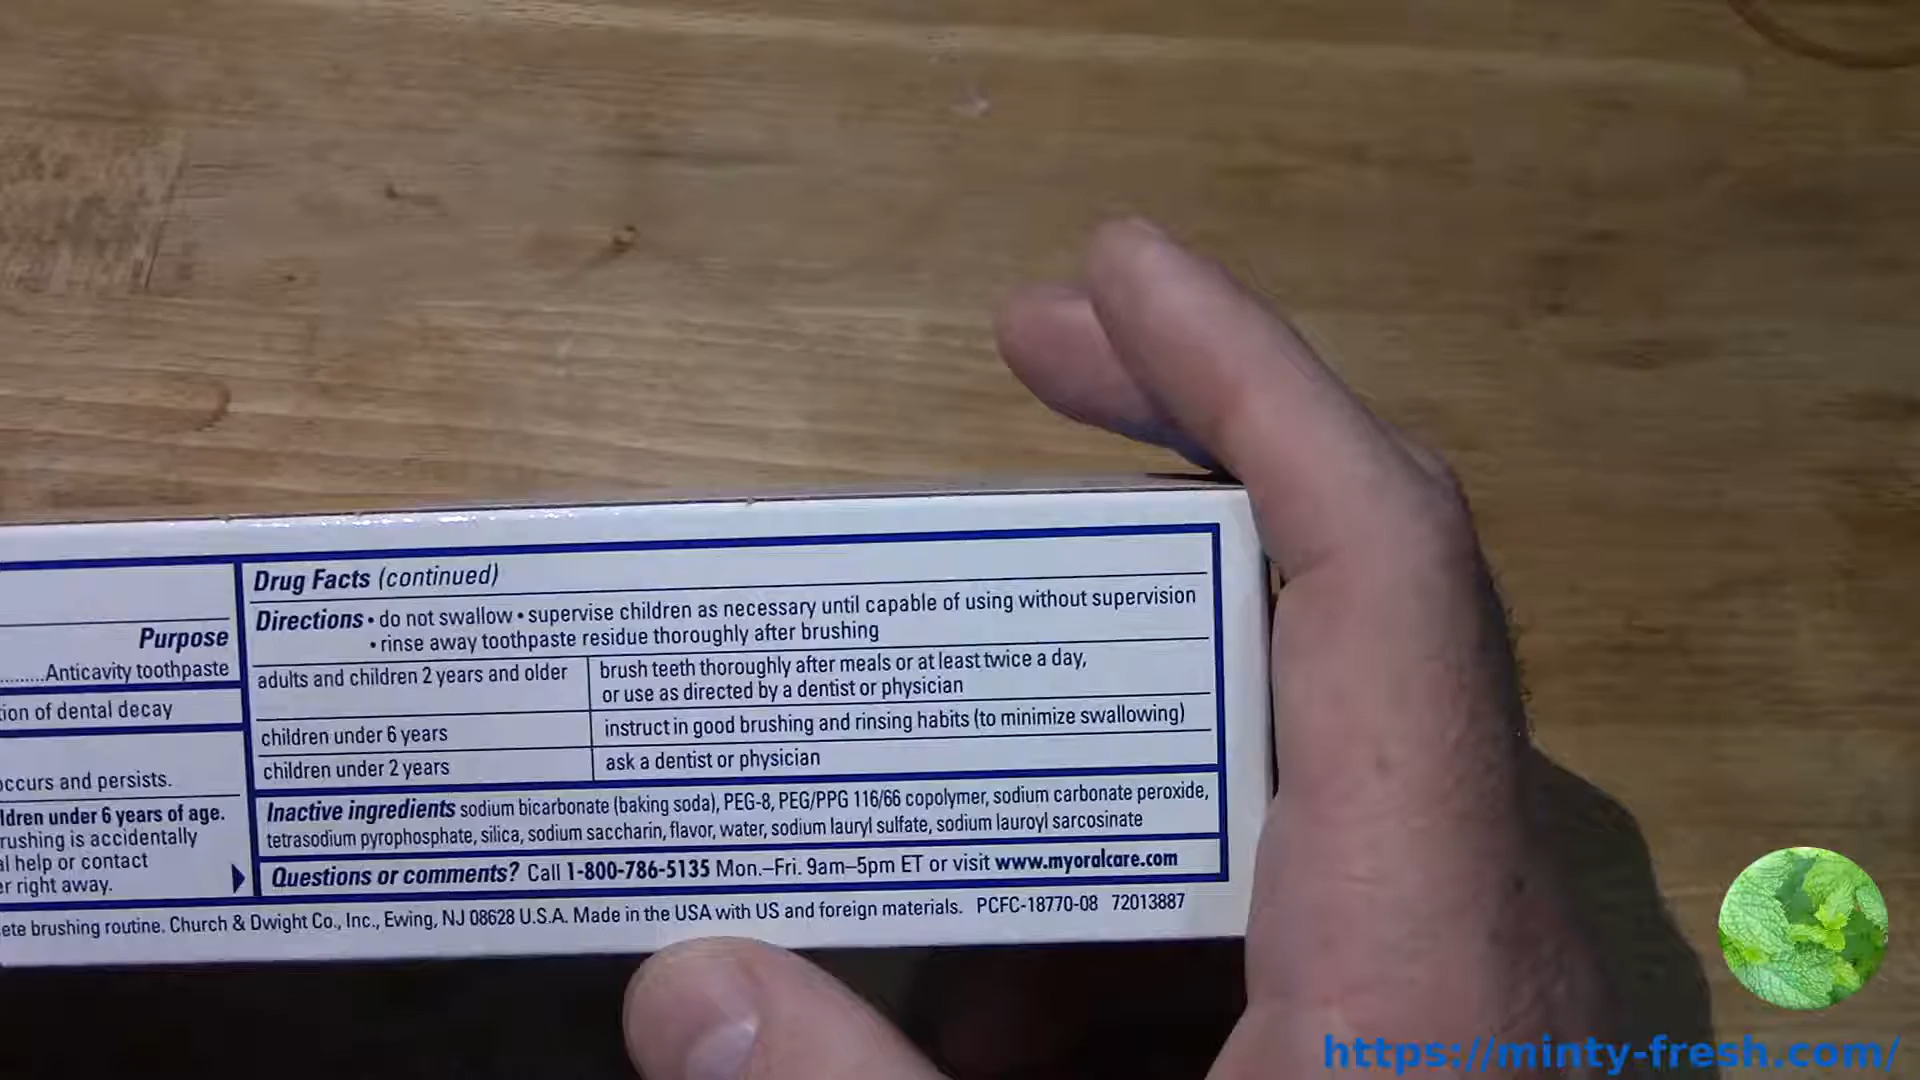 Purpose
..........Anticavity toothpaste
ion of dental decay
occurs and persists.
ldren under 6 years of age.
rushing is accidentally
al help or contact
er right away.
Drug Facts (continued)
Directions • do not swallow • supervise children as necessary until capable of using without supervision
• rinse away toothpaste residue thoroughly after brushing
adults and children 2 years and older
brush teeth thoroughly after meals or at least twice a day,
or use as directed by a dentist or physician
children under 6 years
instruct in good brushing and rinsing habits (to minimize swallowing)
children under 2 years
ask a dentist or physician
Inactive ingredients sodium bicarbonate (baking soda), PEG-8, PEG/PPG 116/66 copolymer, sodium carbonate peroxide,
tetrasodium pyrophosphate, silica, sodium saccharin, flavor, water, sodium lauryl sulfate, sodium lauroyl sarcosinate
Questions or comments? Call 1-800-786-5135 Mon.–Fri. 9am–5pm ET or visit www.myoralcare.com
ete brushing routine. Church & Dwight Co., Inc., Ewing, NJ 08628 U.S.A. Made in the USA with US and foreign materials. PCFC-18770-08 72013887
https://minty-fresh.com/